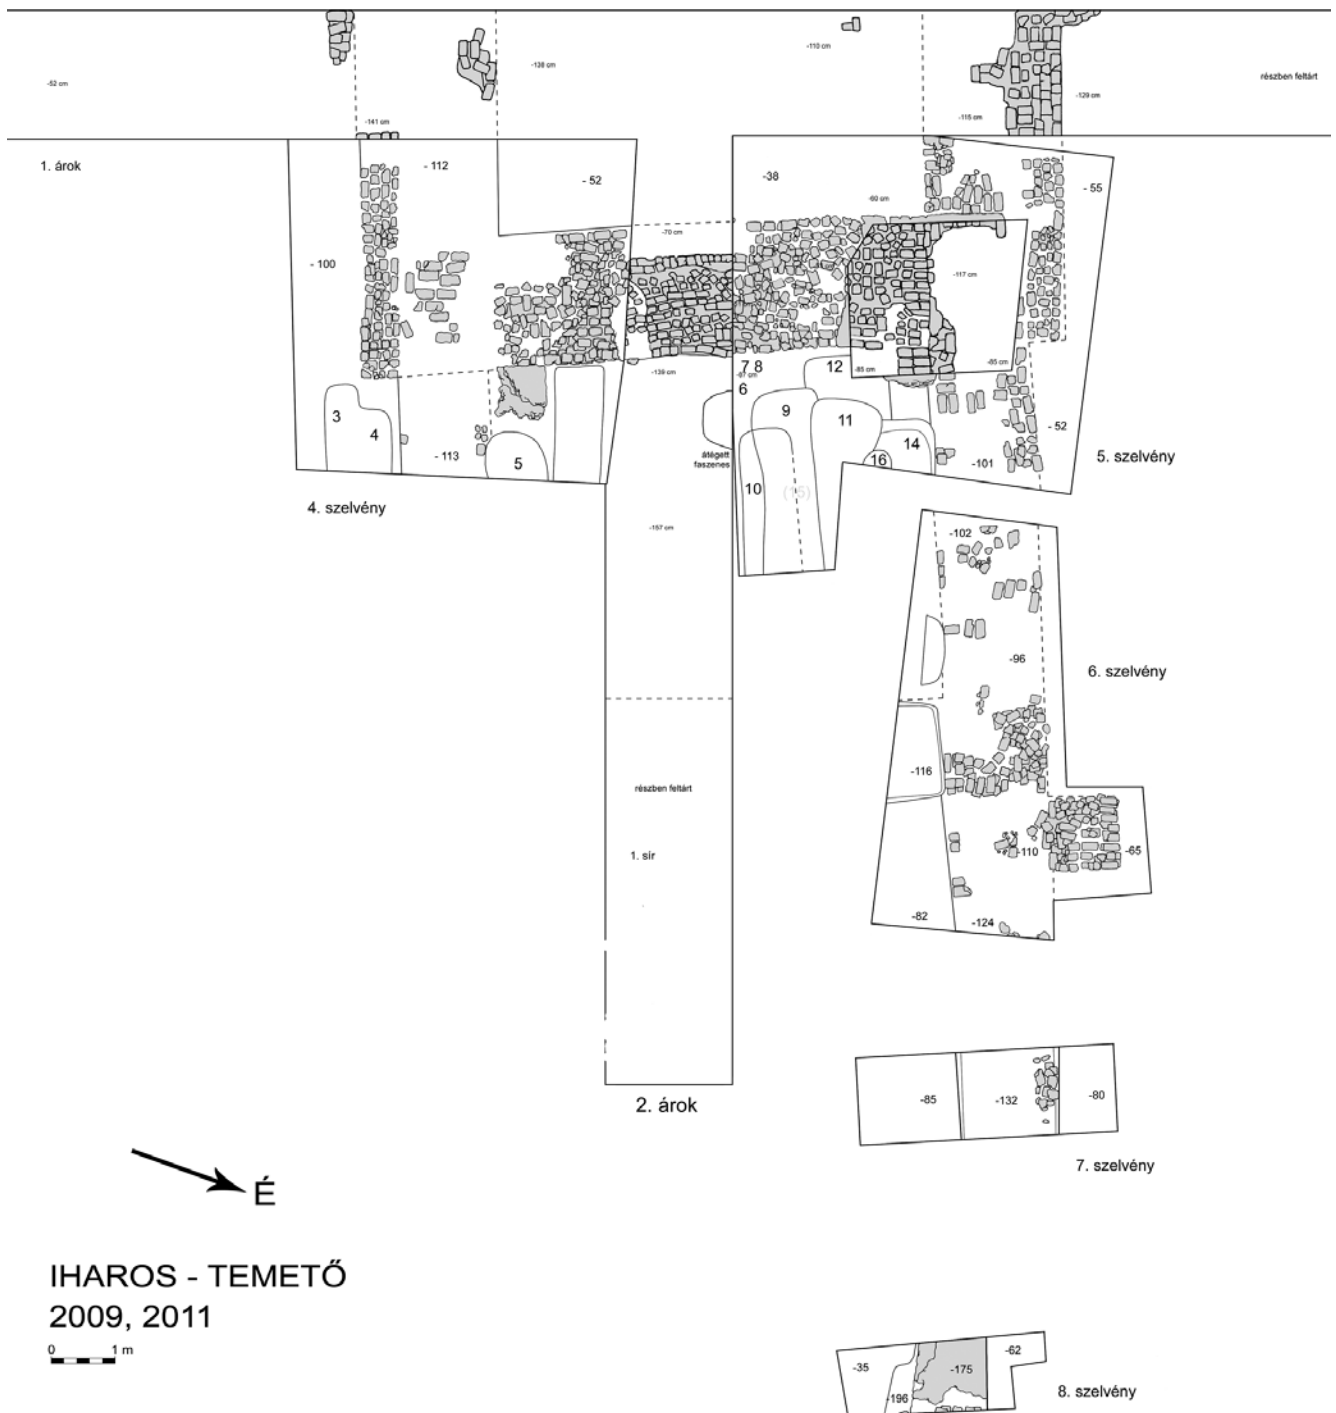 -110 cm
-138 cm
részben feltárt
-52 cm
-129 cm
-115 cm
-141 cm
1. árok
- 112
- 52
-38
- 55
-60 cm
-70 cm
- 100
-117 cm
-85 cm
-85 cm
-139 cm
7 8
-87 cm
12
6
3
4
9
11
- 52
14
átégett
faszenes
- 113
5
16
-101
5. szelvény
10
(15)
4. szelvény
-157 cm
-102
-96
6. szelvény
-116
részben feltárt
1. sír
-110
-65
-82
-124
-85
-132
-80
2. árok
7. szelvény
É
IHAROS - TEMETŐ
2009, 2011
0 1 m
-35
-175
-62
-196
8. szelvény